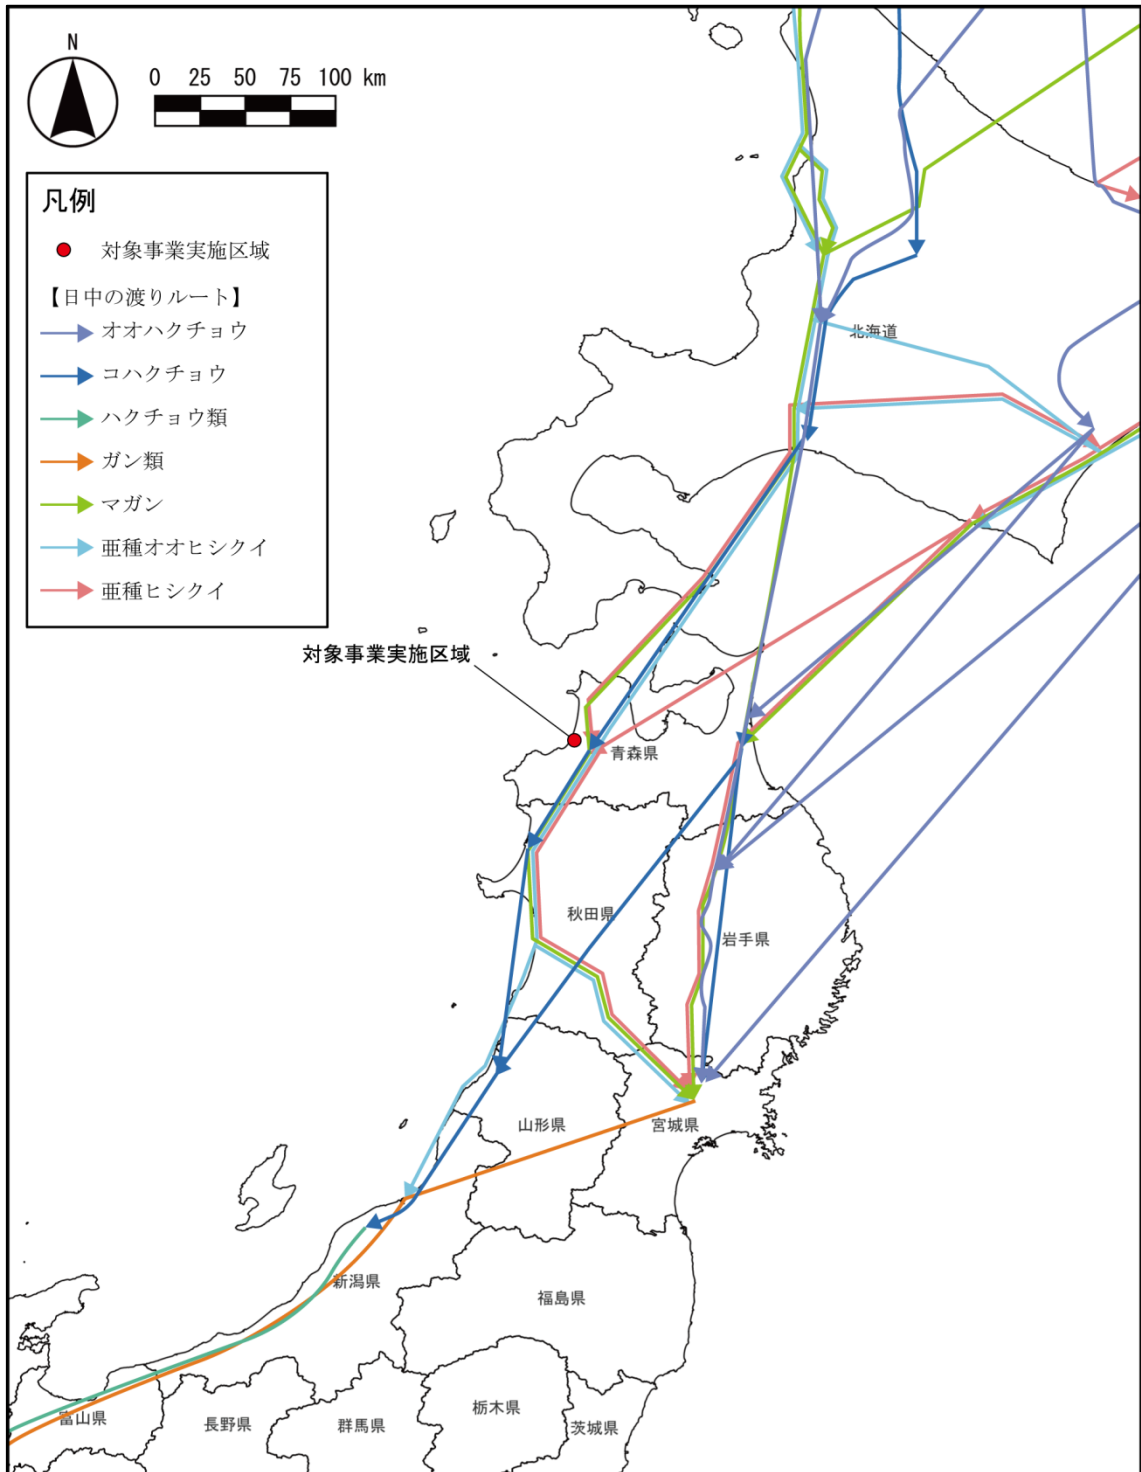 N
0 25 50 75 100 km
凡例
対象事業実施区域
【日中の渡りルート】
オオハクチョウ
コハクチョウ
ハクチョウ類
ガン類
マガン
亜種オオヒシクイ
亜種ヒシクイ
北海道
対象事業実施区域
青森県
秋田県
岩手県
山形県
宮城県
新潟県
福島県
富山県
長野県
群馬県
栃木県
茨城県